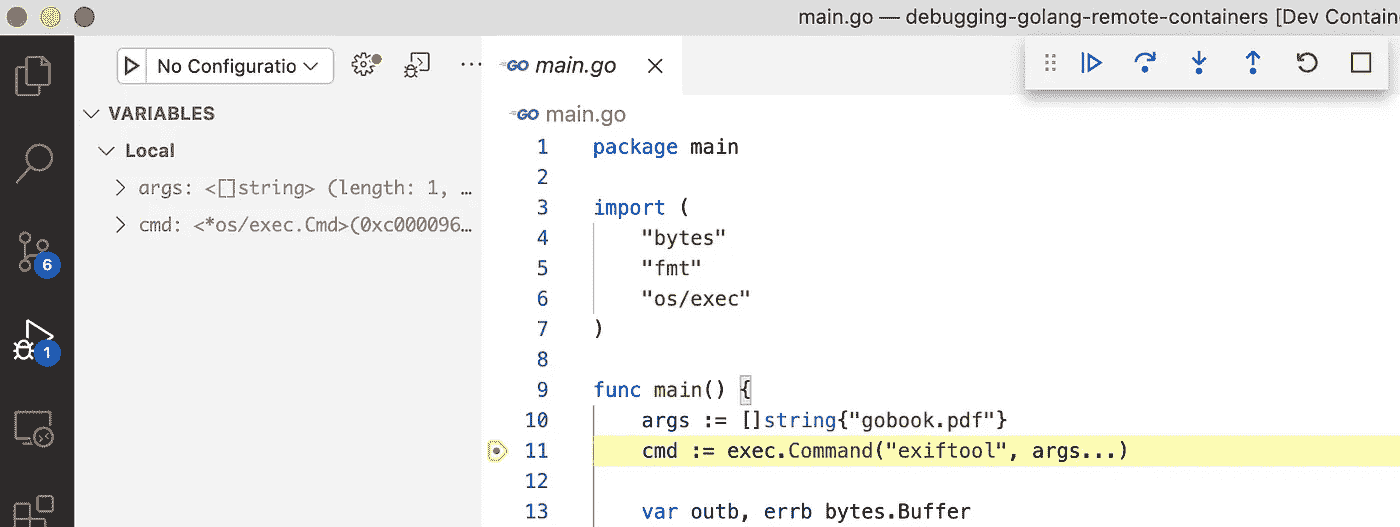 main.go — debugging-golang-remote-containers [Dev Contain
No Configuratio
GO main.go
VARIABLES
Local
args: <[]string> (length: 1, …
cmd: <*os/exec.Cmd>(0xc000096…
6
1
GO main.go
1 package main
2
3 import (
4 "bytes"
5 "fmt"
6 "os/exec"
7 )
8
9 func main() {
10 args := []string{"gobook.pdf"}
11 cmd := exec.Command("exiftool", args...)
12
13 var outb, errb bytes.Buffer